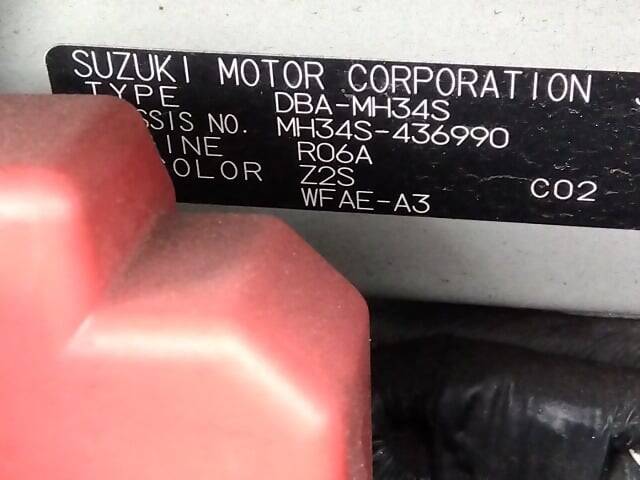 SUZUKI MOTOR CORPORATION
TYPE DBA-MH34S
SSIS NO. MH34S-436990
INE R06A
OLOR Z2S C02
WFAE-A3